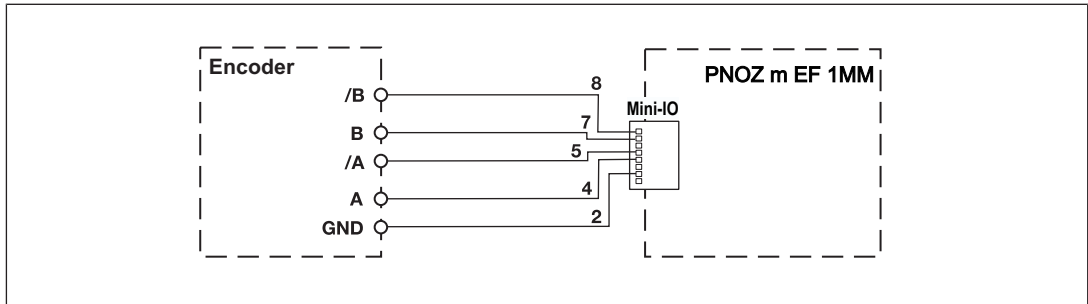 Encoder
PNOZ m EF 1MM
/B
8
Mini-IO
B
7
/A
5
A
4
GND
2